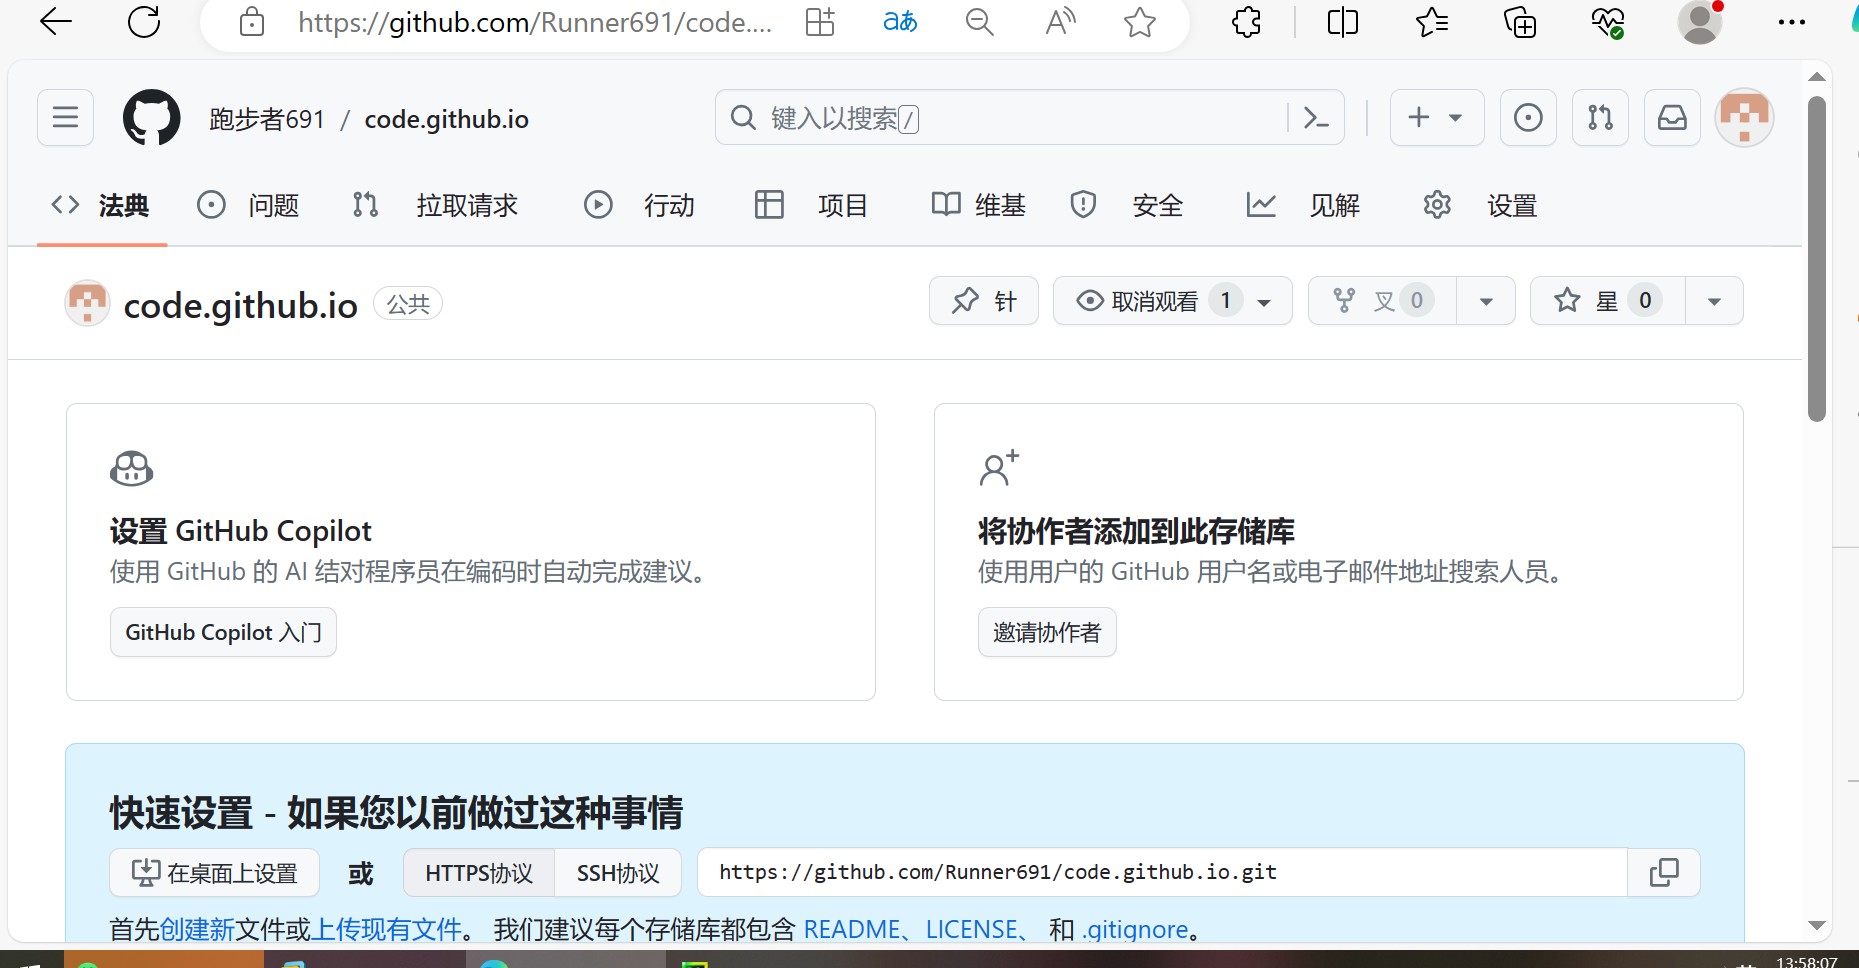 https://github.com/Runner691/code....
aあ
A
跑步者691 / code.github.io
键入以搜索/
法典
问题
拉取请求
行动
项目
维基
安全
见解
设置
code.github.io
公共
针
取消观看 1
叉 0
星 0
设置 GitHub Copilot
使用 GitHub 的 AI 结对程序员在编码时自动完成建议。
GitHub Copilot 入门
将协作者添加到此存储库
使用用户的 GitHub 用户名或电子邮件地址搜索人员。
邀请协作者
快速设置 - 如果您以前做过这种事情
在桌面上设置
或
HTTPS协议
SSH协议
https://github.com/Runner691/code.github.io.git
首先创建新文件或上传现有文件。 我们建议每个存储库都包含 README、LICENSE、 和 .gitignore。
13:58:07